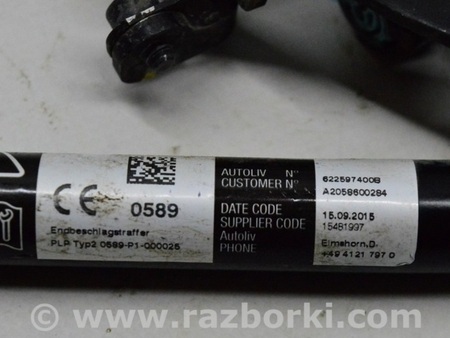 CE 0589
Endbeschlagstraffer
PLP Typ2 0589-P1-000025
AUTOLIV N° 622597400B
CUSTOMER N° A2058600284
DATE CODE 15.09.2015
SUPPLIER CODE 15481997
Autoliv Elmshorn,D.
PHONE +49 4121 797 0
© www.razborki.com